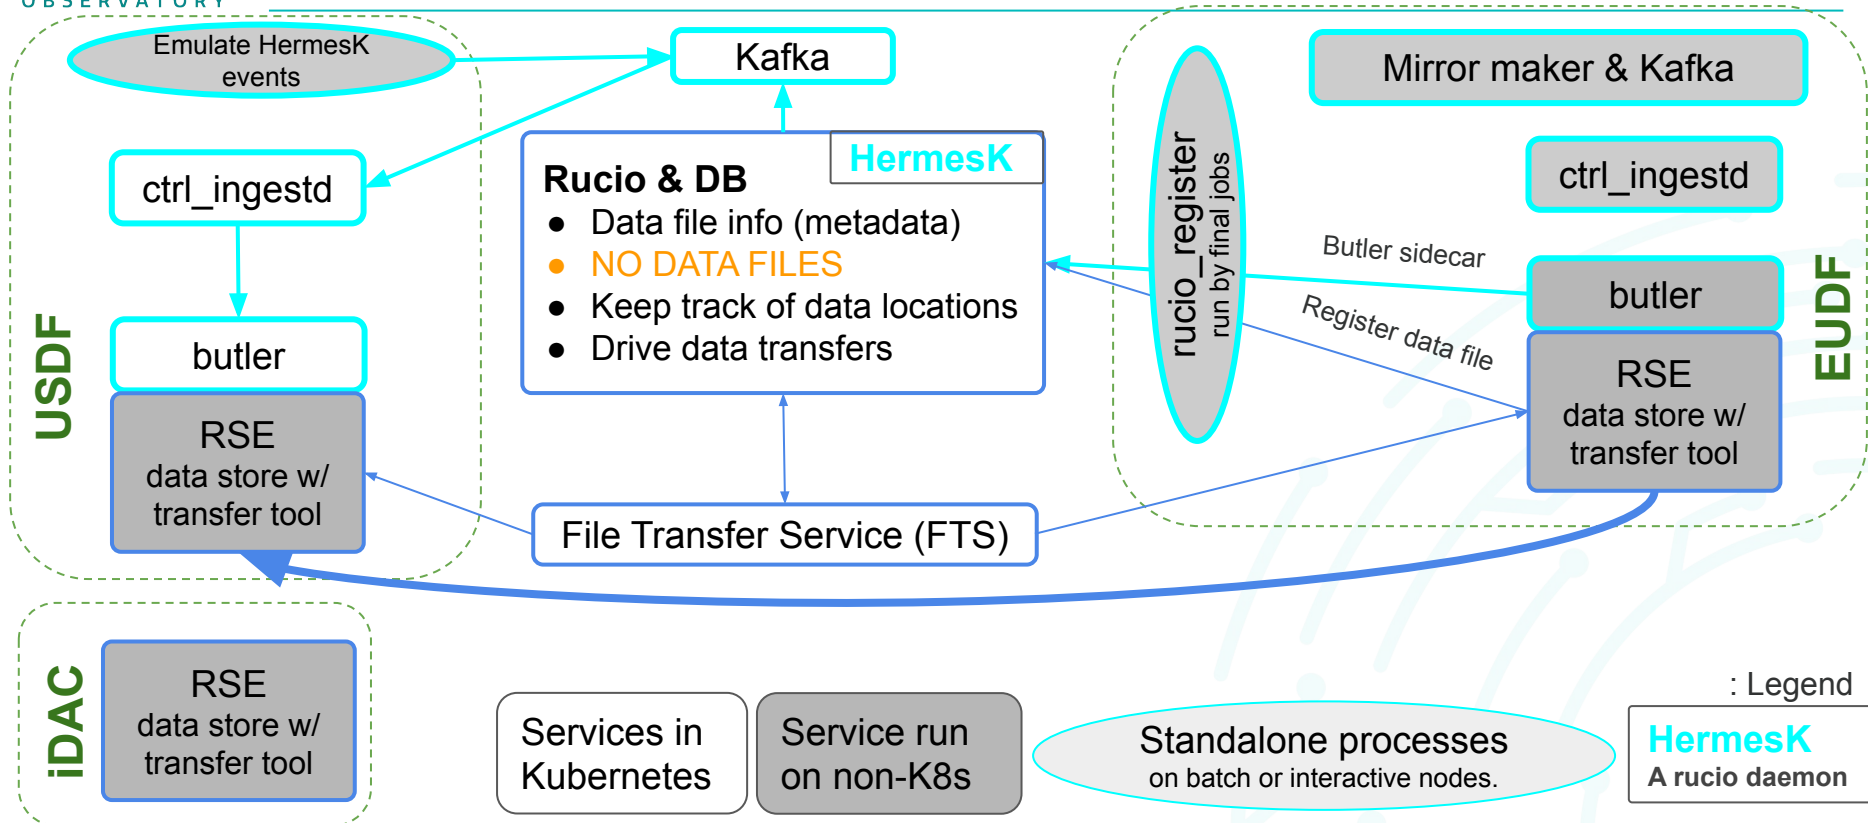 OBSERVATORY
Emulate HermesK
events
Kafka
Mirror maker & Kafka
HermesK
Rucio & DB
● Data file info (metadata)
● NO DATA FILES
● Keep track of data locations
● Drive data transfers
ctrl_ingestd
butler
RSE
data store w/
transfer tool
USDF
rucio_register
run by final jobs
ctrl_ingestd
Butler sidecar
butler
Register data file
RSE
data store w/
transfer tool
EUDF
File Transfer Service (FTS)
iDAC
RSE
data store w/
transfer tool
Services in
Kubernetes
Service run
on non-K8s
Standalone processes
on batch or interactive nodes.
: Legend
HermesK
A rucio daemon